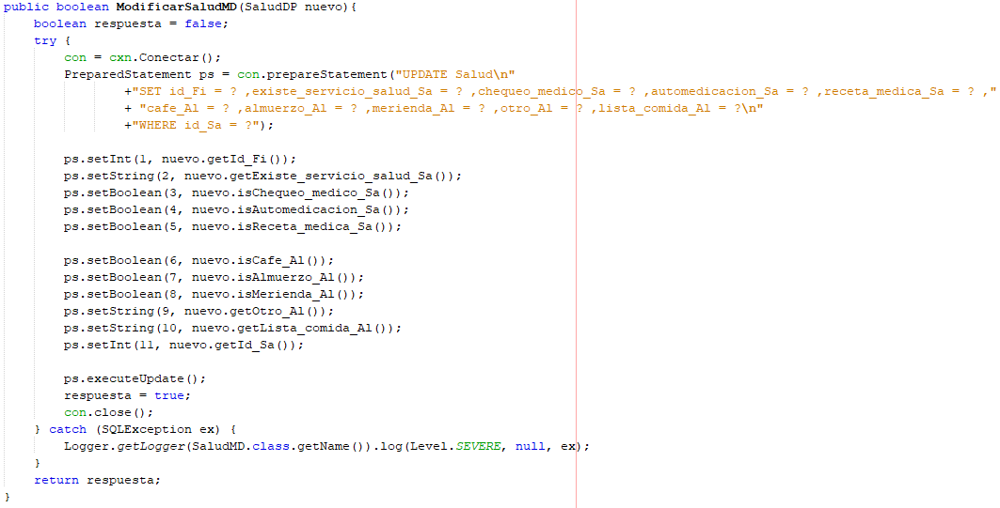 public boolean ModificarSaludMD(SaludDP nuevo){
    boolean respuesta = false;
    try {
        con = cxn.Conectar();
        PreparedStatement ps = con.prepareStatement("UPDATE Salud\n"
                +"SET id_Fi = ? ,existe_servicio_salud_Sa = ? ,chequeo_medico_Sa = ? ,automedicacion_Sa = ? ,receta_medica_Sa = ? ,"
                + "cafe_Al = ? ,almuerzo_Al = ? ,merienda_Al = ? ,otro_Al = ? ,lista_comida_Al = ?\n"
                +"WHERE id_Sa = ?");

        ps.setInt(1, nuevo.getId_Fi());
        ps.setString(2, nuevo.getExiste_servicio_salud_Sa());
        ps.setBoolean(3, nuevo.isChequeo_medico_Sa());
        ps.setBoolean(4, nuevo.isAutomedicacion_Sa());
        ps.setBoolean(5, nuevo.isReceta_medica_Sa());

        ps.setBoolean(6, nuevo.isCafe_Al());
        ps.setBoolean(7, nuevo.isAlmuerzo_Al());
        ps.setBoolean(8, nuevo.isMerienda_Al());
        ps.setString(9, nuevo.getOtro_Al());
        ps.setString(10, nuevo.getLista_comida_Al());
        ps.setInt(11, nuevo.getId_Sa());

        ps.executeUpdate();
        respuesta = true;
        con.close();
    } catch (SQLException ex) {
        Logger.getLogger(SaludMD.class.getName()).log(Level.SEVERE, null, ex);
    }
    return respuesta;
}